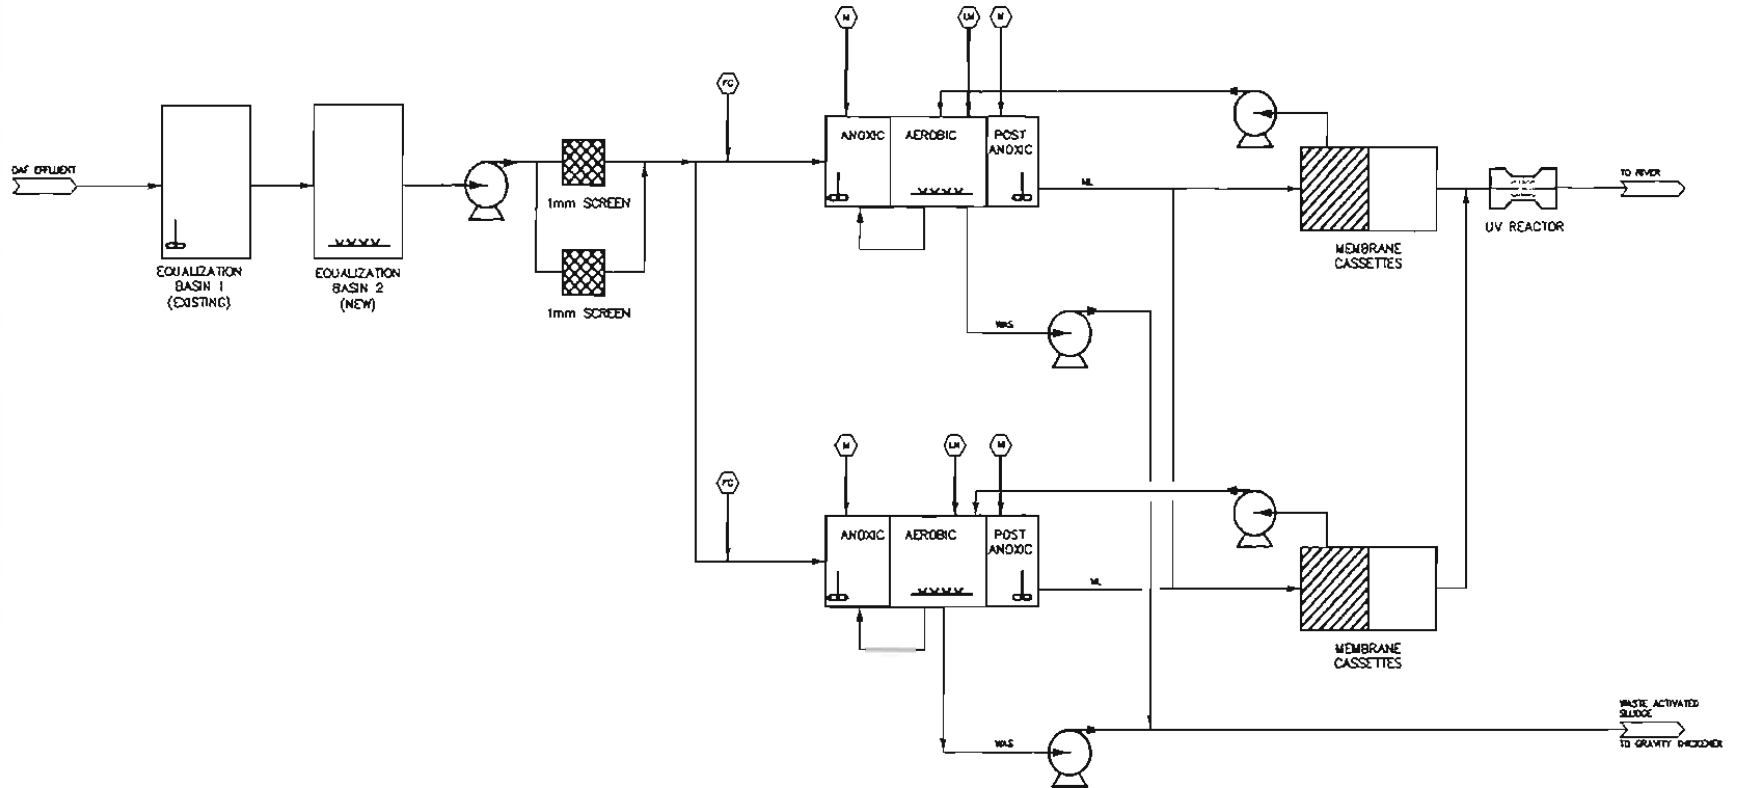 M
LM
M
FC
ANOXIC
AEROBIC
POST
ANOXIC
DAF EFFLUENT
1mm SCREEN
ML
TO RIVER
UV REACTOR
MEMBRANE
CASSETTES
EQUALIZATION
BASIN 1
(EXISTING)
EQUALIZATION
BASIN 2
(NEW)
1mm SCREEN
WAS
M
LM
M
FC
ANOXIC
AEROBIC
POST
ANOXIC
ML
MEMBRANE
CASSETTES
WASTE ACTIVATED
SLUDGE
WAS
TO GRAVITY THICKENER